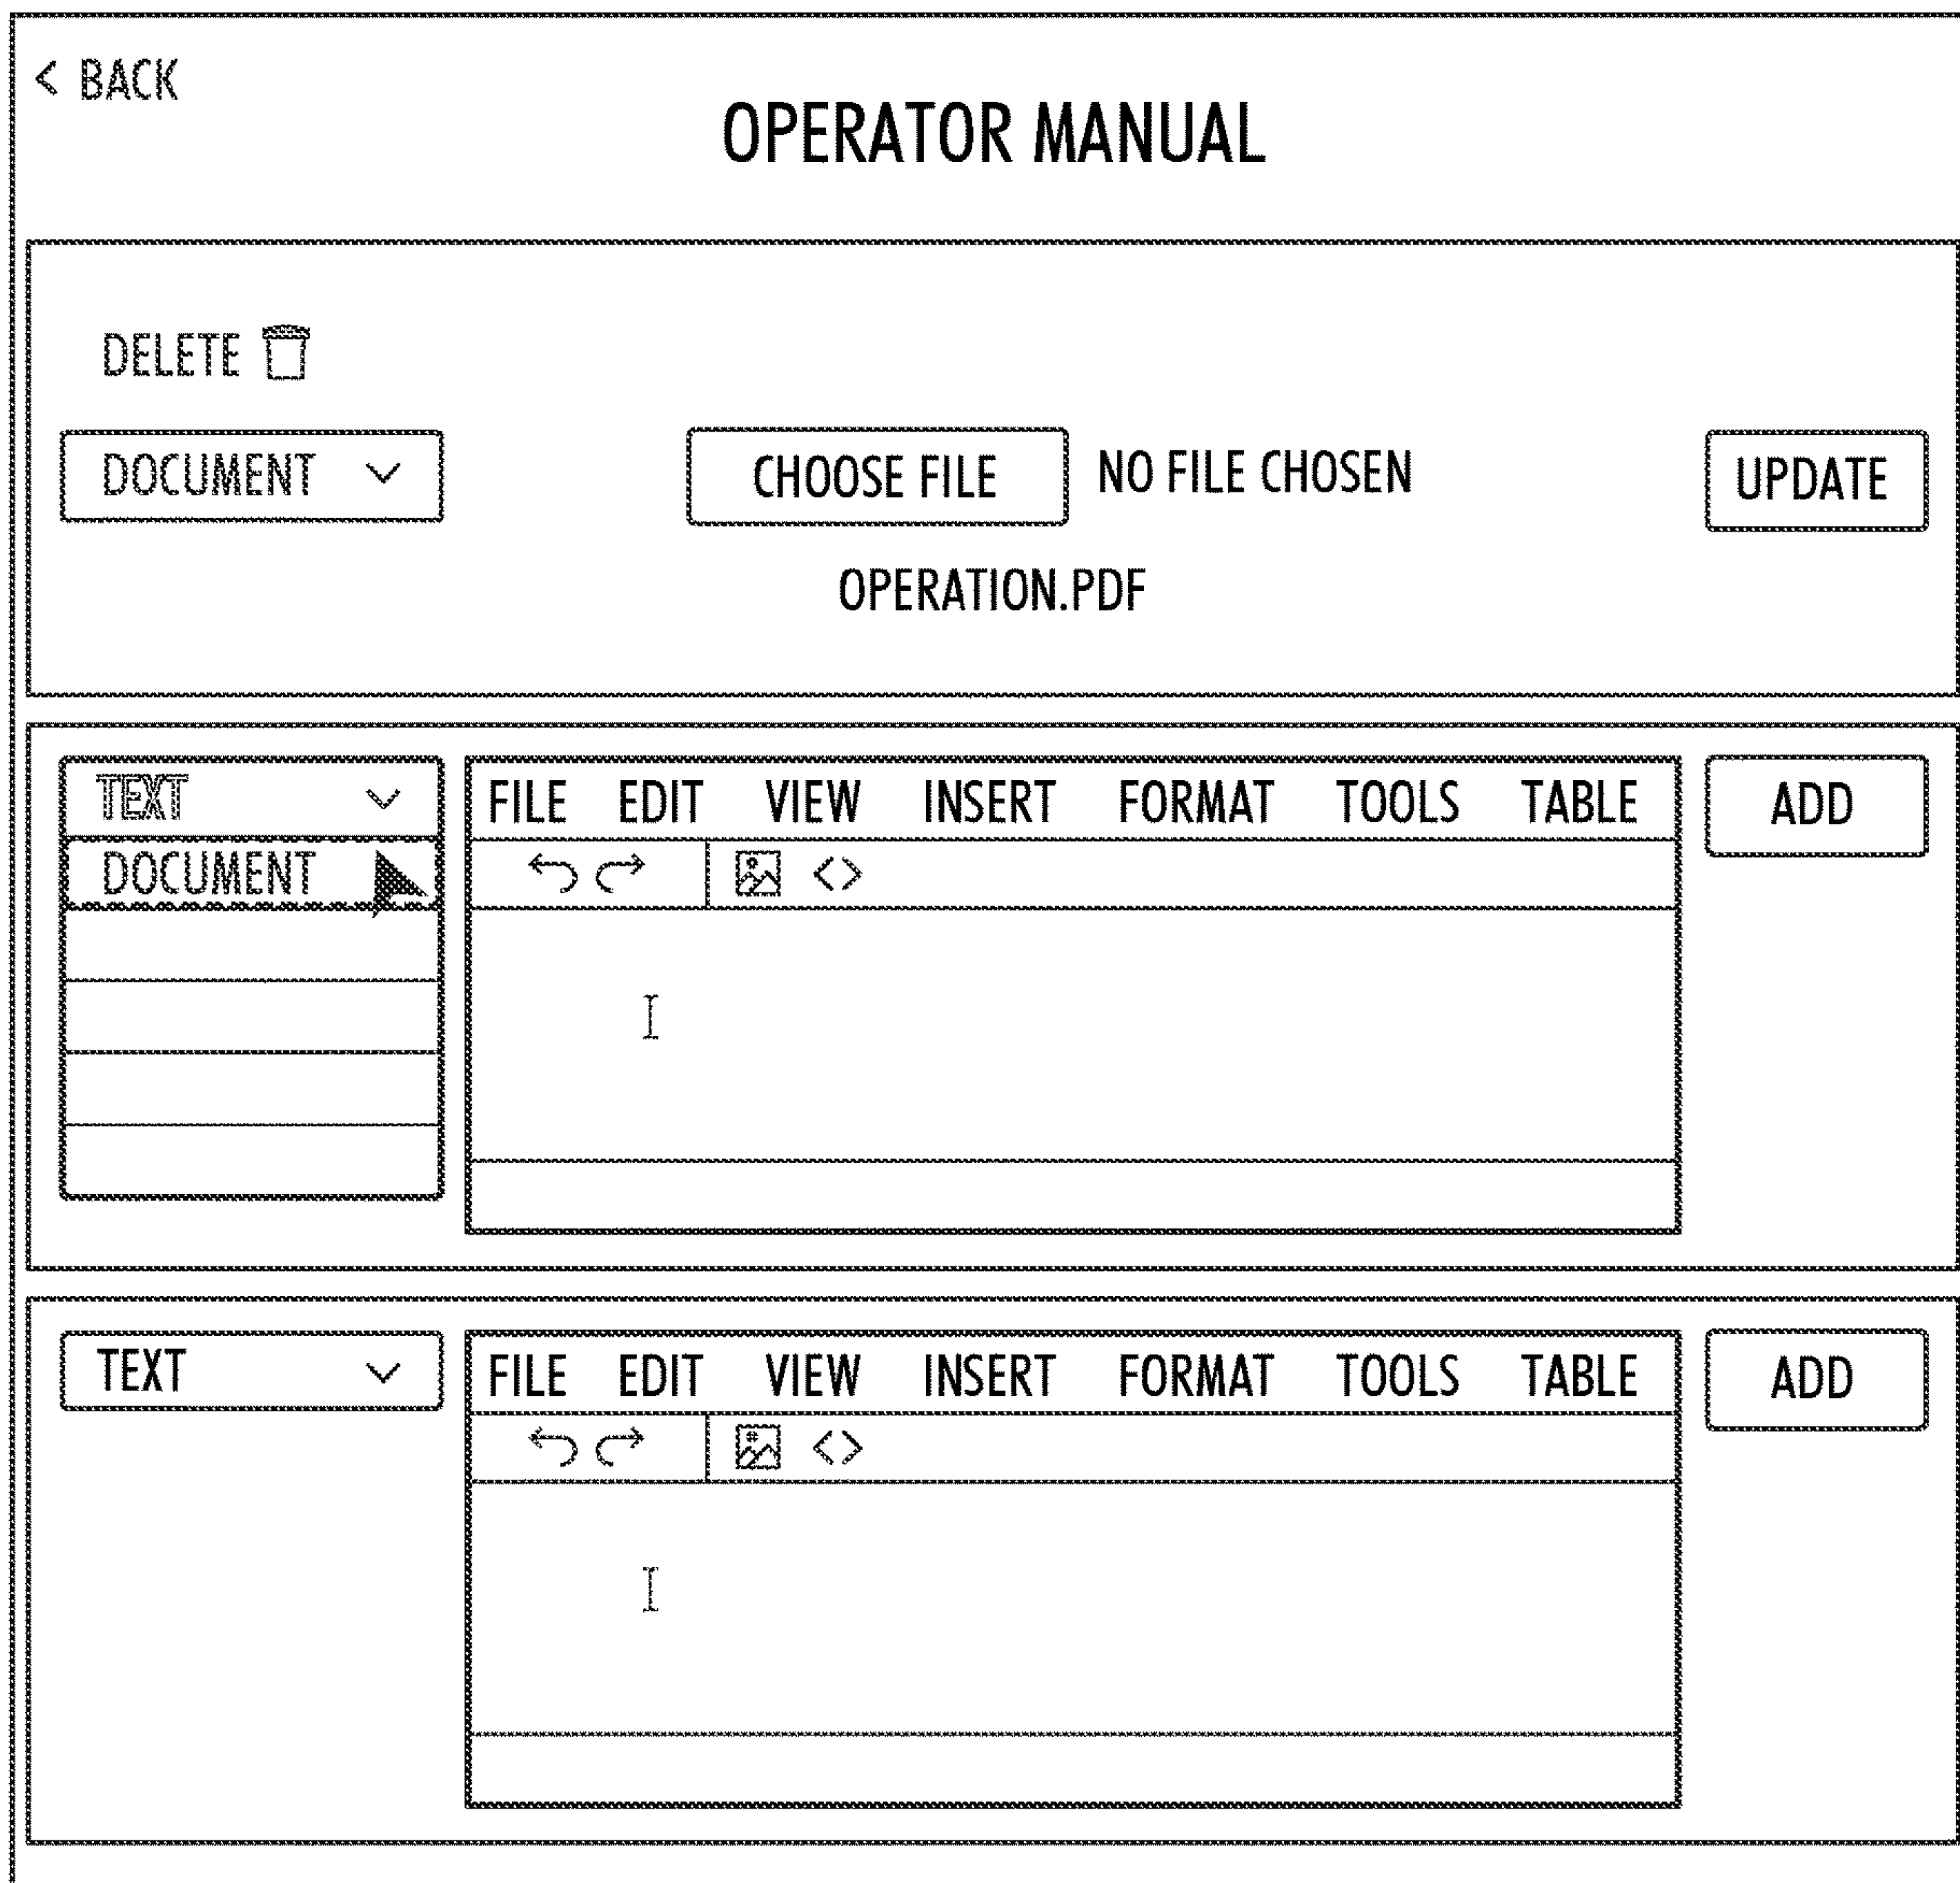 < BACK
OPERATOR MANUAL
DELETE
DOCUMENT
CHOOSE FILE NO FILE CHOSEN
UPDATE
OPERATION.PDF
TEXT
DOCUMENT
FILE EDIT VIEW INSERT FORMAT TOOLS TABLE
ADD
TEXT
FILE EDIT VIEW INSERT FORMAT TOOLS TABLE
ADD